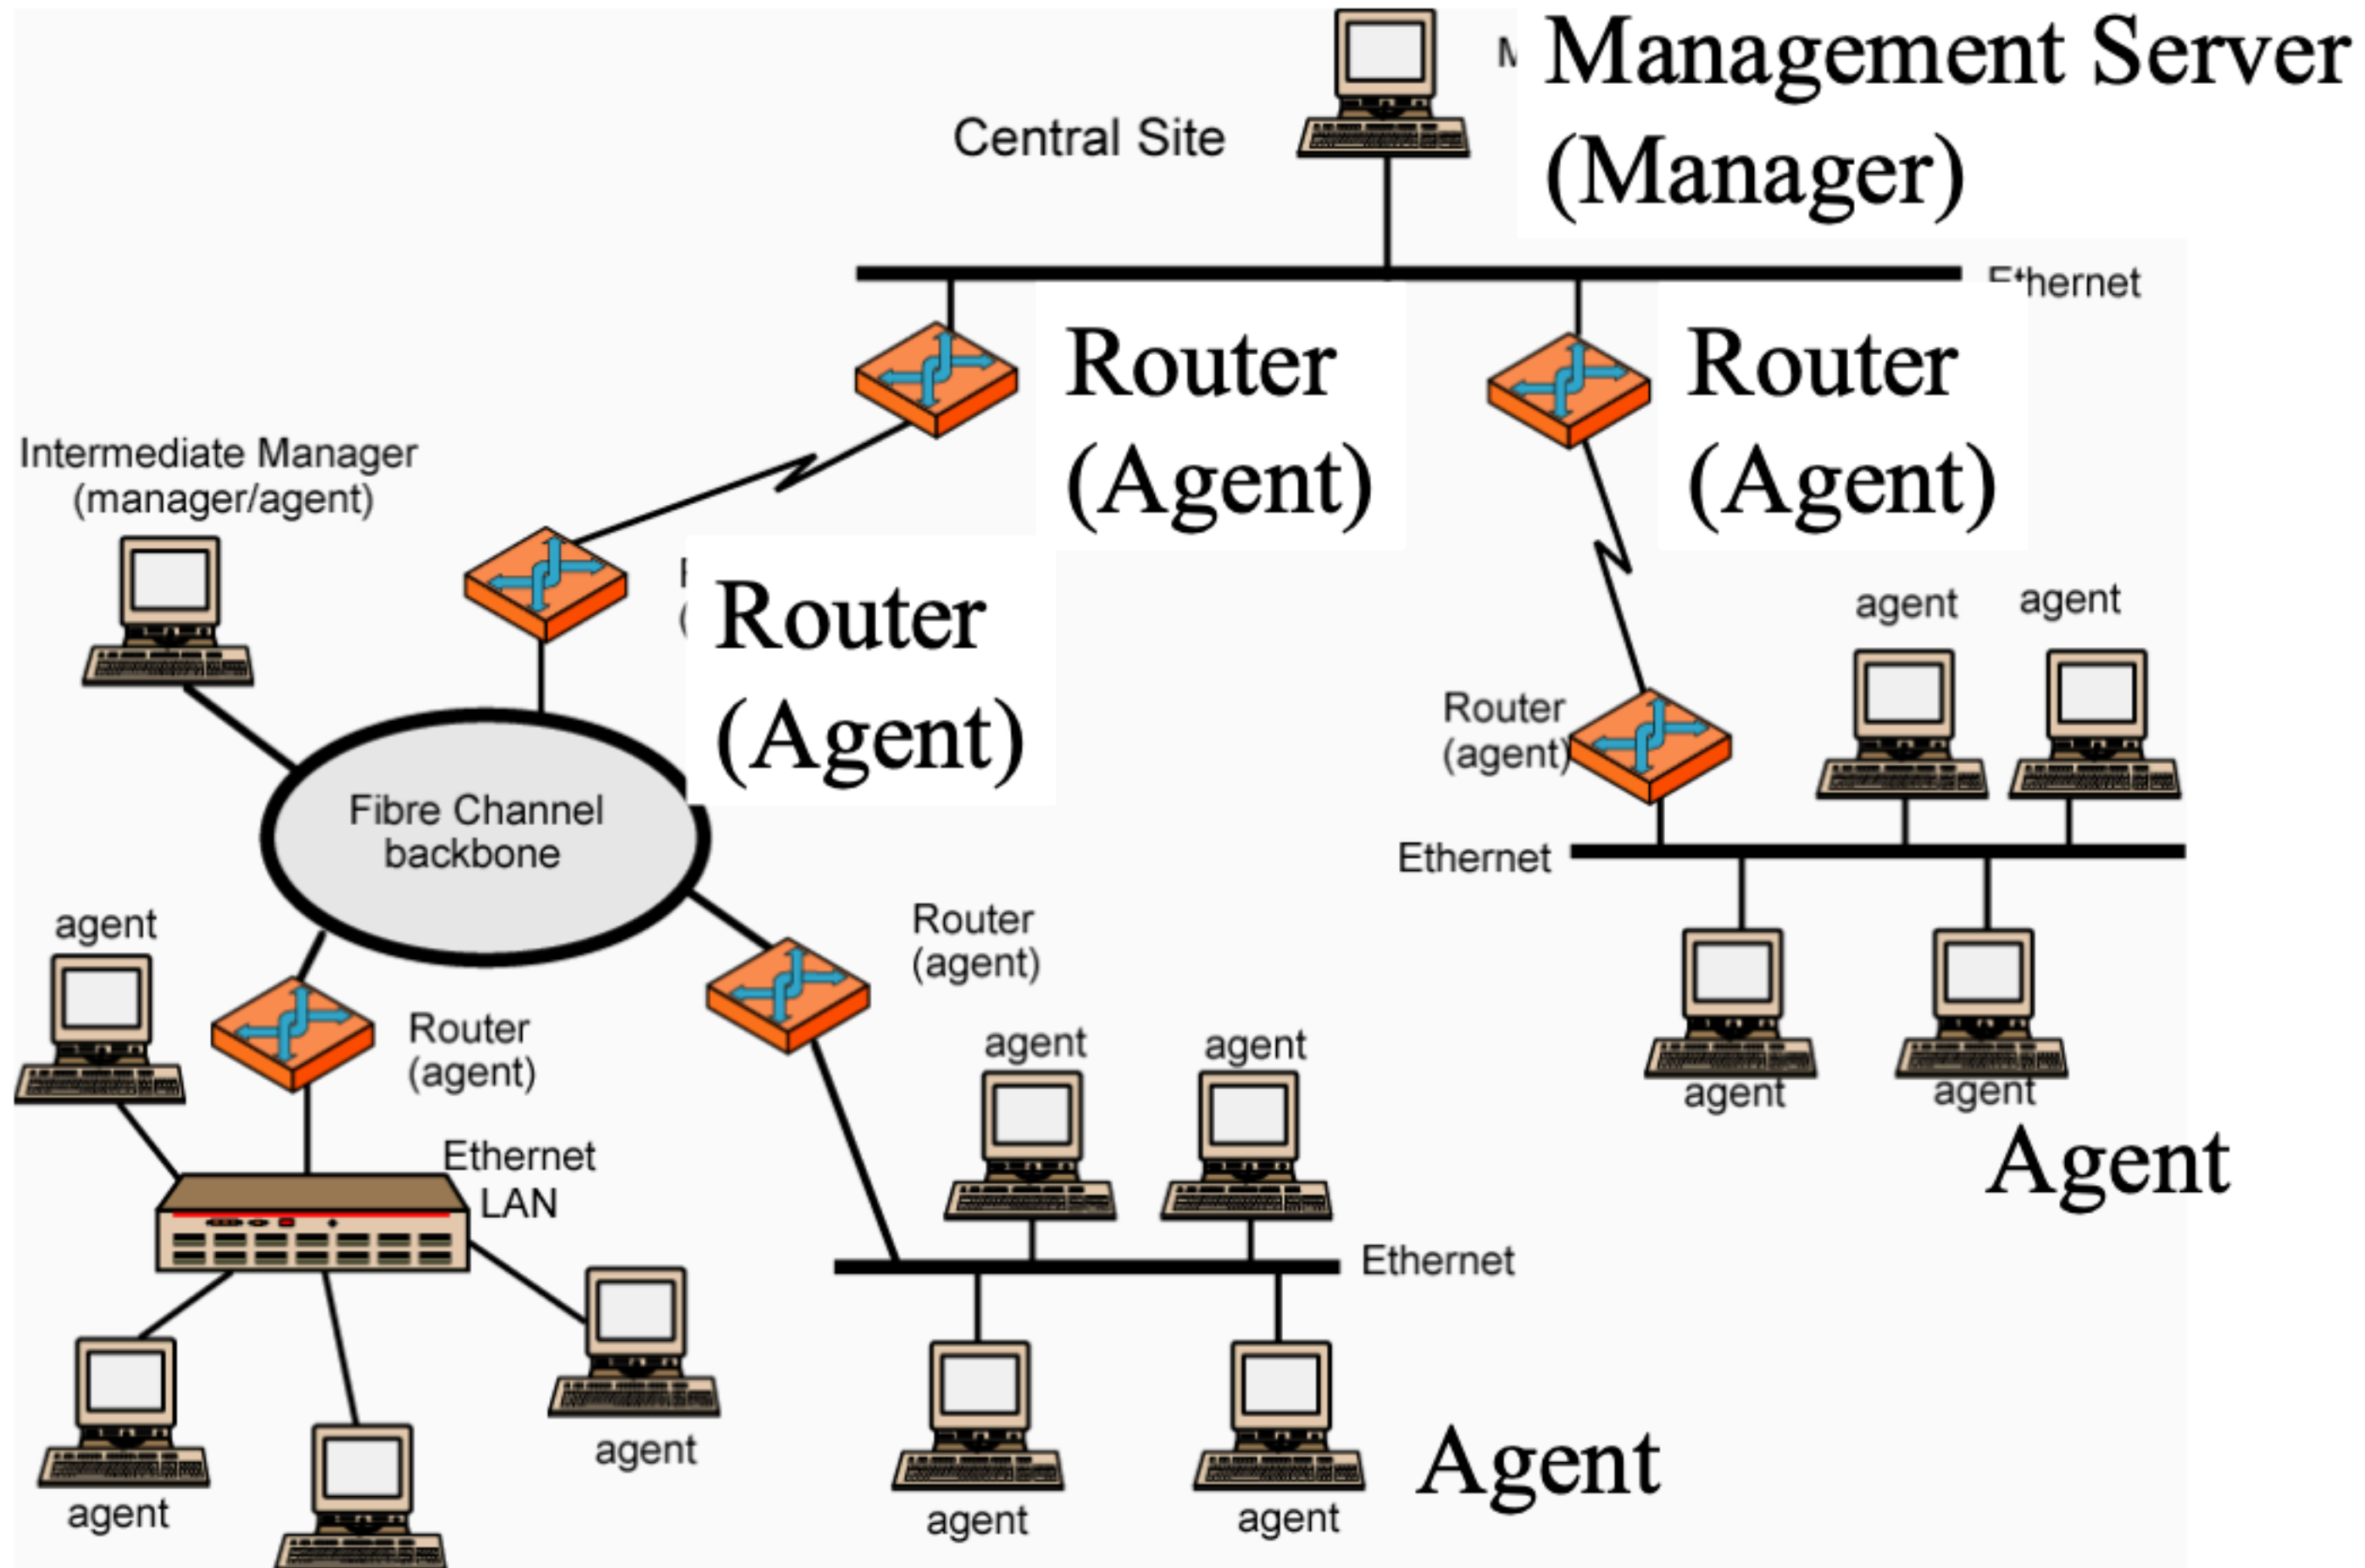 Management Server
(Manager)
Central Site
Ethernet
Router
(Agent)
Router
(Agent)
Intermediate Manager
(manager/agent)
Router
(Agent)
agent
agent
Router
(agent)
Fibre Channel
backbone
Ethernet
agent
Router
(agent)
Router
(agent)
agent
agent
agent
agent
Agent
Ethernet
LAN
Ethernet
agent
agent
agent
agent
Agent